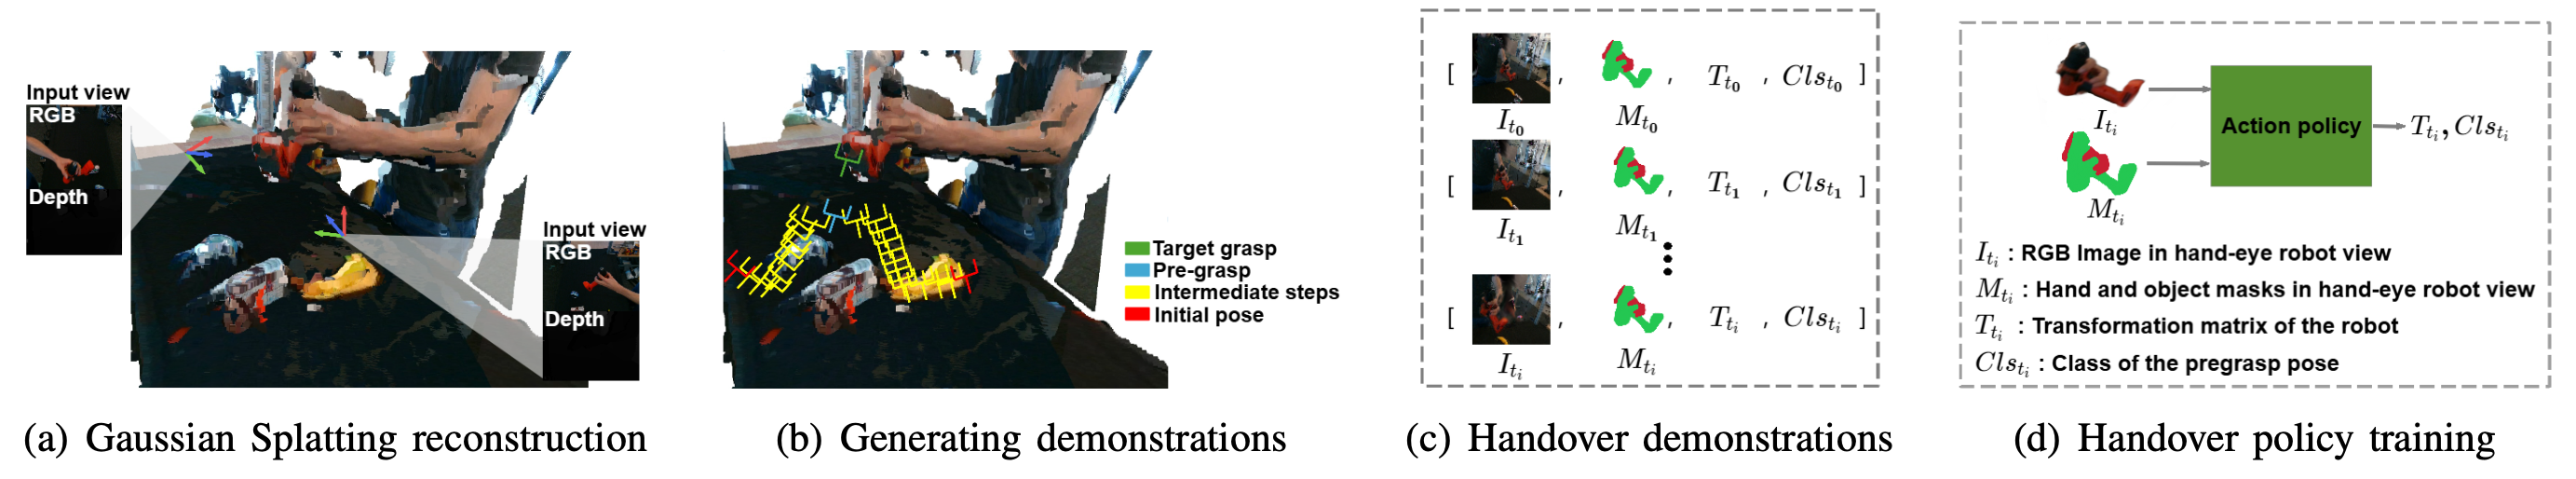 Input view
RGB
Depth
Input view
RGB
Depth
(a) Gaussian Splatting reconstruction
Target grasp
Pre-grasp
Intermediate steps
Initial pose
(b) Generating demonstrations
[ , , T_{t_0} , Cls_{t_0} ]
I_{t_0} M_{t_0}
[ , , T_{t_1} , Cls_{t_1} ]
I_{t_1} M_{t_1}
[ , , T_{t_i} , Cls_{t_i} ]
I_{t_i} M_{t_i}
(c) Handover demonstrations
I_{t_i}
Action policy
T_{t_i}, Cls_{t_i}
M_{t_i}
I_{t_i} : RGB Image in hand-eye robot view
M_{t_i} : Hand and object masks in hand-eye robot view
T_{t_i} : Transformation matrix of the robot
Cls_{t_i} : Class of the pregrasp pose
(d) Handover policy training